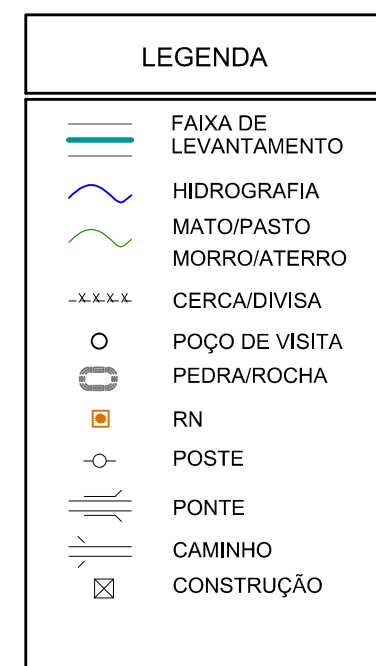 LEGENDA
FAIXA DE
LEVANTAMENTO
HIDROGRAFIA
MATO/PASTO
MORRO/ATERRO
CERCA/DIVISA
POÇO DE VISITA
PEDRA/ROCHA
RN
POSTE
PONTE
CAMINHO
CONSTRUÇÃO